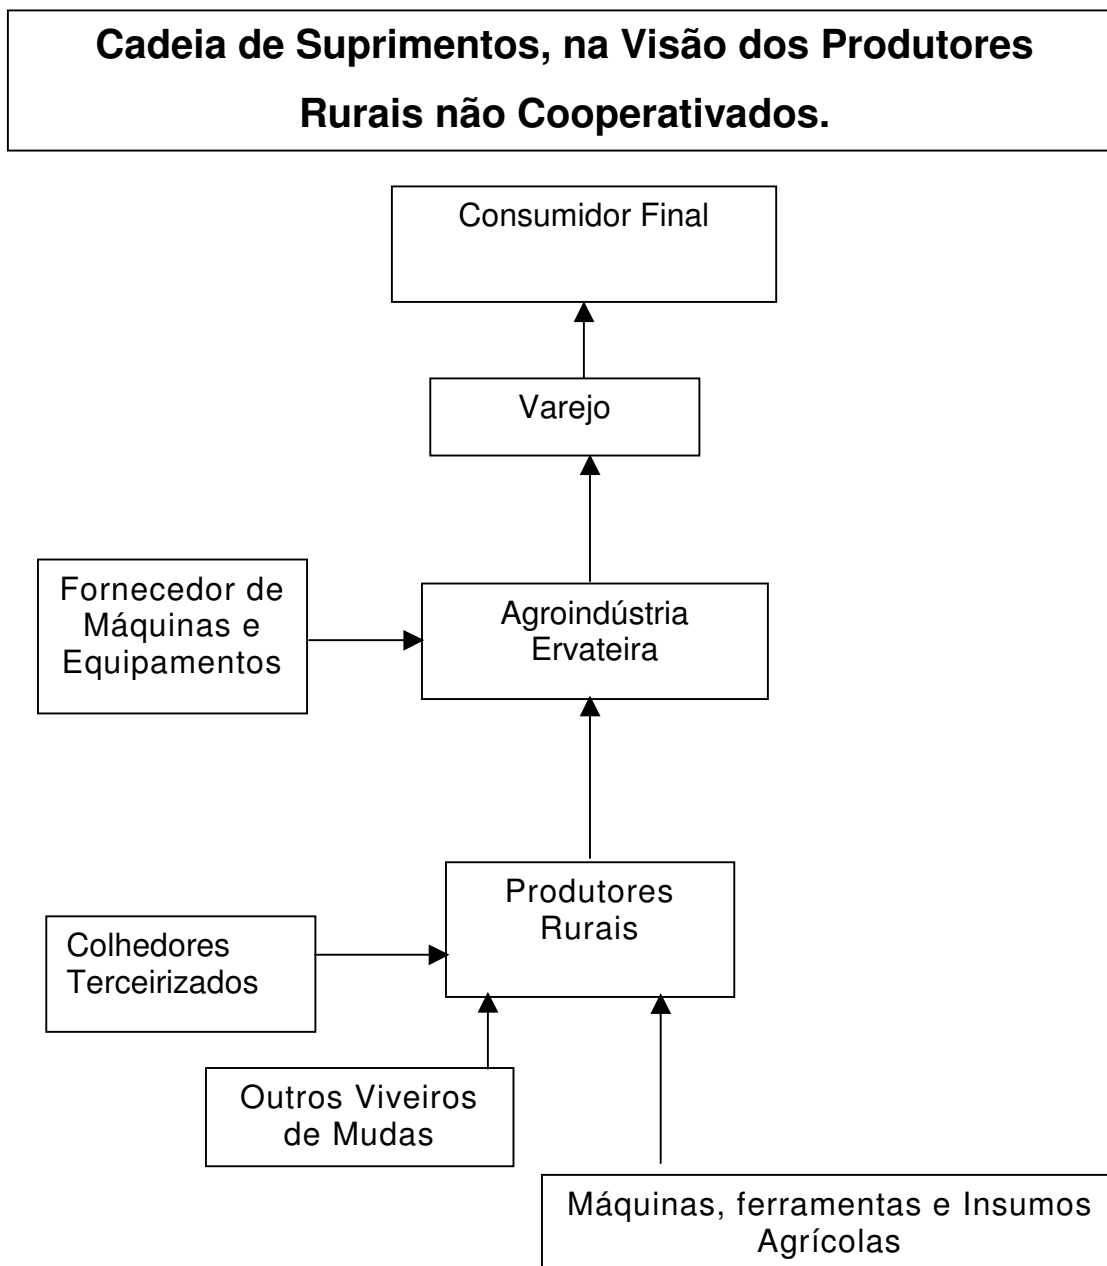 Cadeia de Suprimentos, na Visão dos Produtores
Rurais não Cooperativados.
Consumidor Final
Varejo
Fornecedor de
Máquinas e
Equipamentos
Agroindústria
Ervateira
Produtores
Rurais
Colhedores
Terceirizados
Outros Viveiros
de Mudas
Máquinas, ferramentas e Insumos
Agrícolas